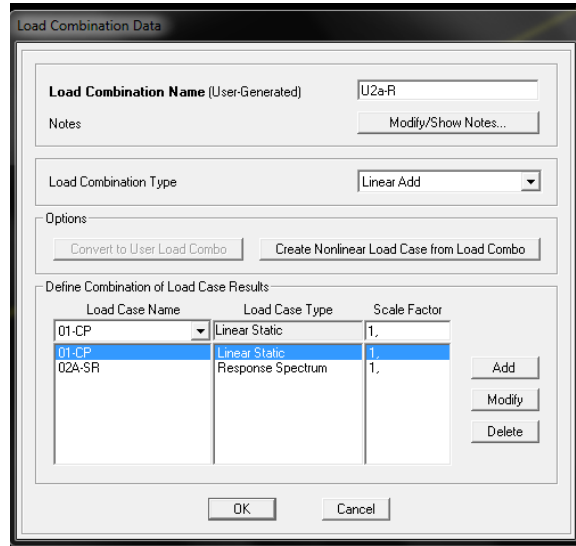 Load Combination Data
Load Combination Name (User-Generated) U2a-R
Notes Modify/Show Notes...
Load Combination Type Linear Add
Options
Convert to User Load Combo Create Nonlinear Load Case from Load Combo
Define Combination of Load Case Results
Load Case Name Load Case Type Scale Factor
01-CP Linear Static 1,
01-CP Linear Static 1,
02A-SR Response Spectrum 1,
Add
Modify
Delete
OK Cancel